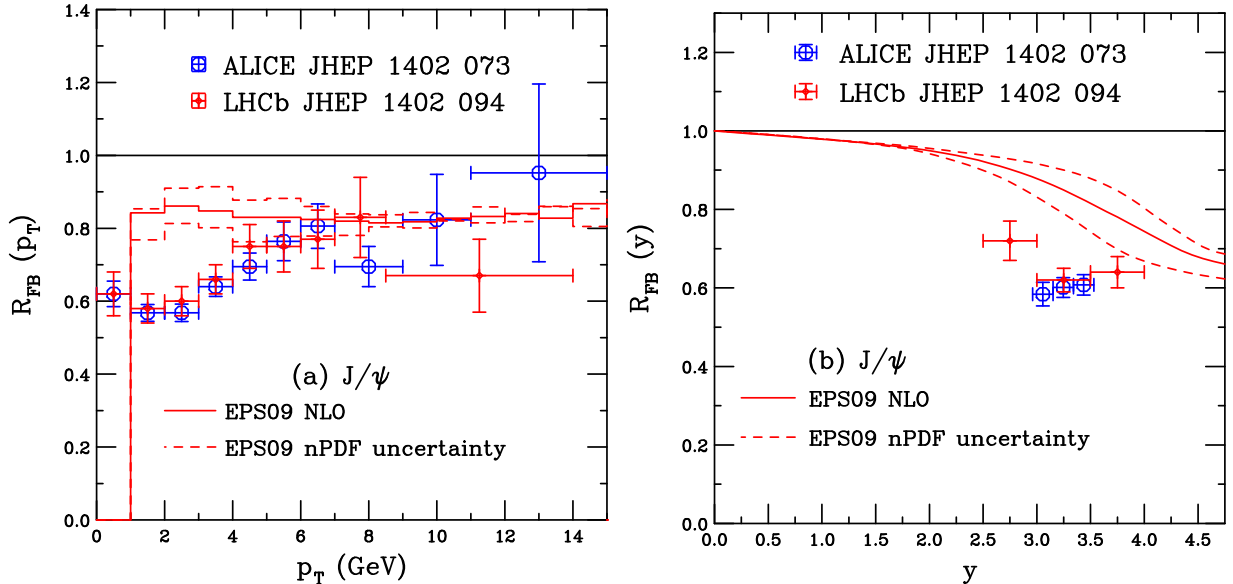 1.4
1.2
1.0
0.8
0.6
0.4
0.2
0.0
R_FB (p_T)
ALICE JHEP 1402 073
LHCb JHEP 1402 094
(a) J/ψ
EPS09 NLO
EPS09 nPDF uncertainty
0 2 4 6 8 10 12 14
p_T (GeV)
1.2
1.0
0.8
0.6
0.4
0.2
0.0
R_FB (y)
ALICE JHEP 1402 073
LHCb JHEP 1402 094
(b) J/ψ
EPS09 NLO
EPS09 nPDF uncertainty
0.0 0.5 1.0 1.5 2.0 2.5 3.0 3.5 4.0 4.5
y